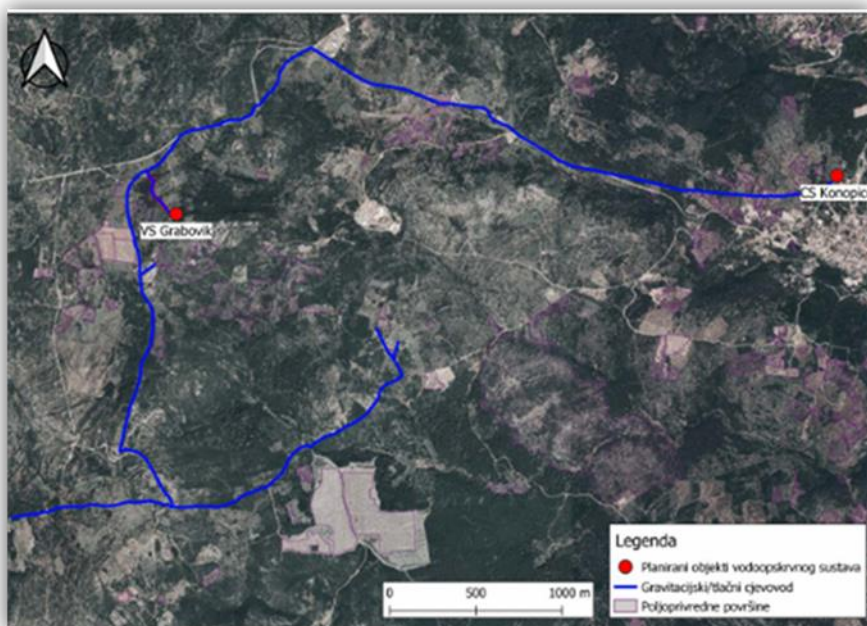 CS Konopic
VS Grabovik
Legenda
Planirani objekti vodoopskrvnog sustava
Gravitacijski/tlačni cjevovod
Poljoprivredne površine
0 500 1000 m